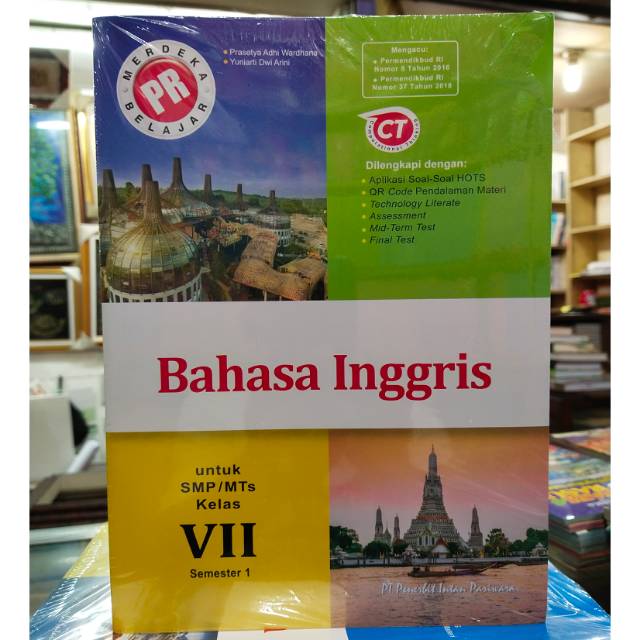 MERDEKA
PR
BELAJAR
• Prasetya Adhi Wardhana
• Yuniarti Dwi Arini
Mengacu:
• Permendikbud RI
Nomor 8 Tahun 2016
• Permendikbud RI
Nomor 37 Tahun 2018
CT
Dilengkapi dengan:
• Aplikasi Soal-Soal HOTS
• QR Code Pendalaman Materi
• Technology Literate
• Assessment
• Mid-Term Test
• Final Test
Bahasa Inggris
untuk
SMP/MTs
Kelas
VII
Semester 1
PT Penerbit Intan Pariwara